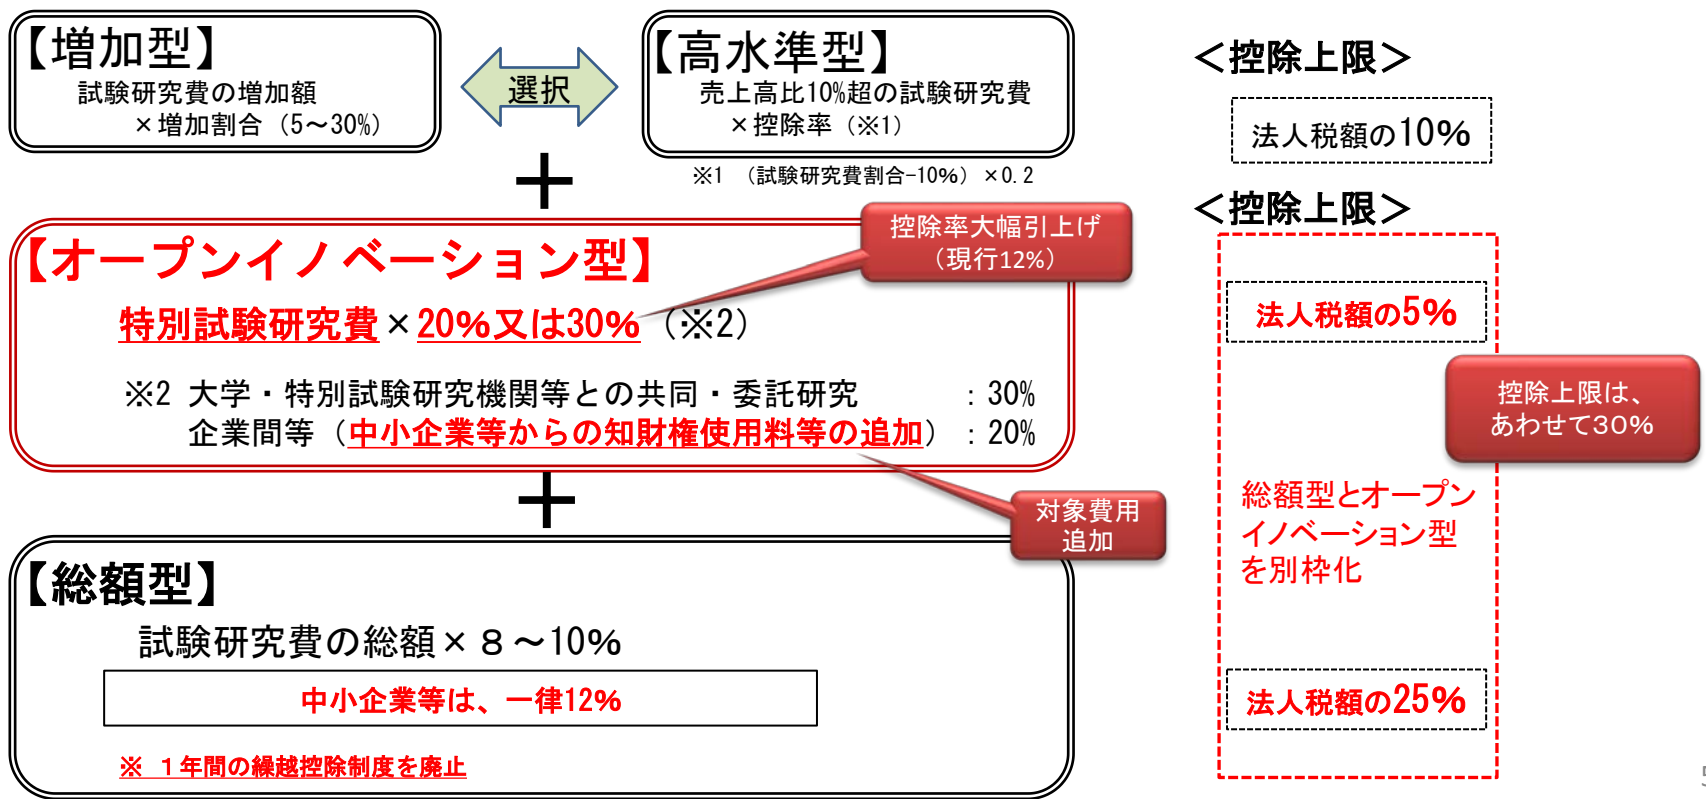 【増加型】
試験研究費の増加額
×増加割合（5～30%）
選択
【高水準型】
売上高比10%超の試験研究費
×控除率（※1）
※1　（試験研究費割合-10%）×0.2
＜控除上限＞
法人税額の10%
＋
＜控除上限＞
【オープンイノベーション型】
控除率大幅引上げ
（現行12%）
特別試験研究費×20%又は30%（※2）
※2 大学・特別試験研究機関等との共同・委託研究　　　：30%
企業間等（中小企業等からの知財権使用料等の追加）：20%
法人税額の5%
控除上限は、
あわせて30%
＋
対象費用
追加
総額型とオープン
イノベーション型
を別枠化
【総額型】
試験研究費の総額×８～10%
中小企業等は、一律12%
※　１年間の繰越控除制度を廃止
法人税額の25%